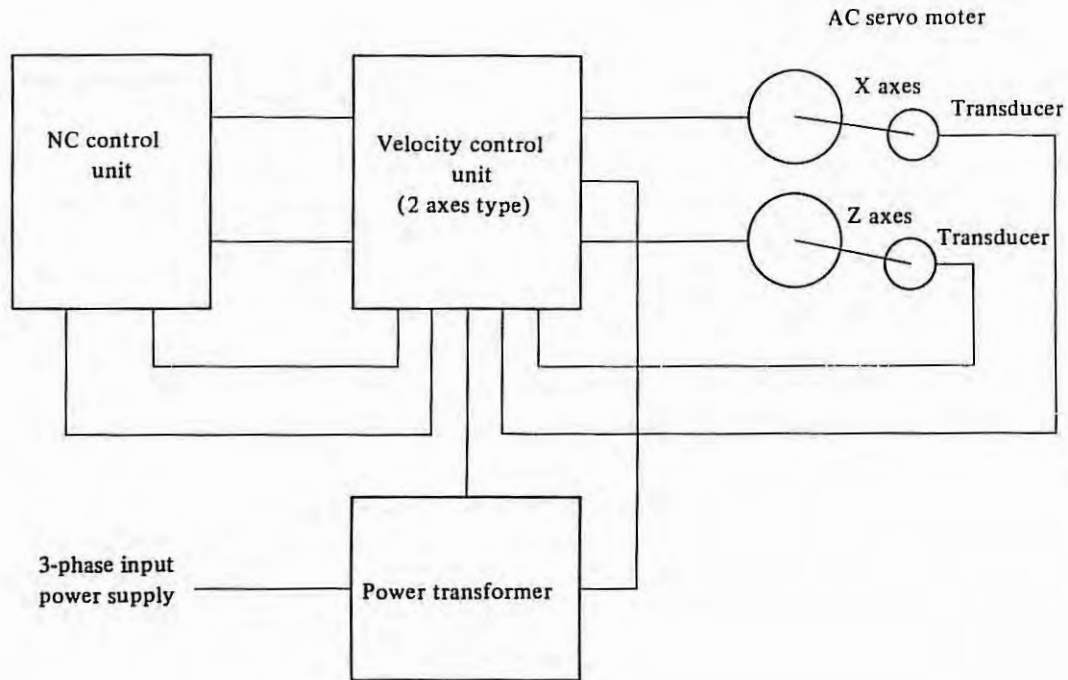 AC servo moter
NC control
unit
Velocity control
unit
(2 axes type)
X axes
Transducer
Z axes
Transducer
3-phase input
power supply
Power transformer